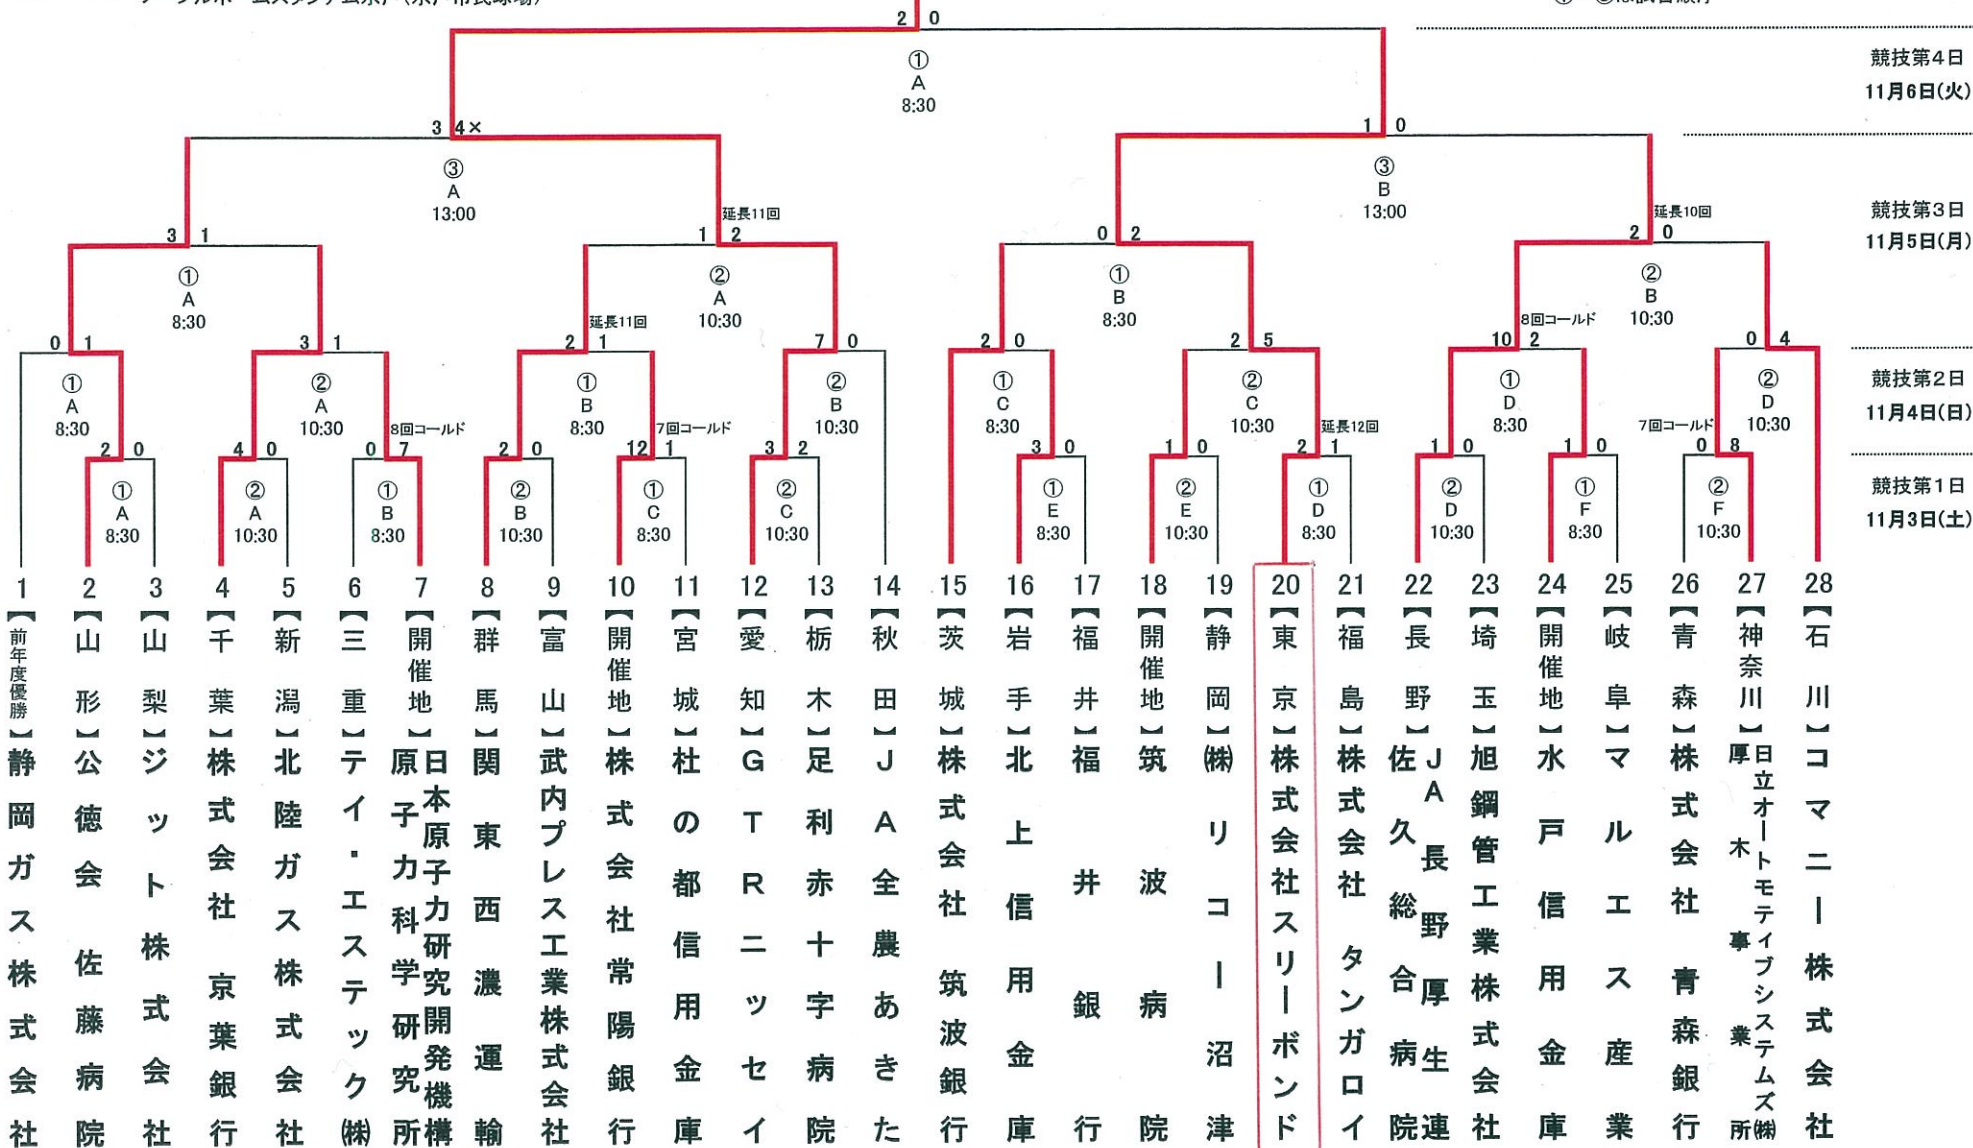 2 0
①
A
8:30
競技第4日
11月6日(火)
3 4×
③
A
13:00
1 0
③
B
13:00
競技第3日
11月5日(月)
3 1
①
A
8:30
延長11回
1 2
②
A
10:30
0 2
①
B
8:30
延長10回
2 0
②
B
10:30
競技第2日
11月4日(日)
0 1
①
A
8:30
3 1
②
A
10:30
延長11回
2 1
①
B
8:30
7 0
②
B
10:30
2 0
①
C
8:30
2 5
②
C
10:30
8回コールド
10 2
①
D
8:30
0 4
②
D
10:30
競技第1日
11月3日(土)
2 0
①
A
8:30
4 0
②
A
10:30
8回コールド
0 7
①
B
8:30
2 0
②
B
10:30
7回コールド
12 1
①
C
8:30
3 2
②
C
10:30
3 0
①
E
8:30
1 0
②
E
10:30
延長12回
2 1
①
D
8:30
1 0
②
D
10:30
1 0
①
F
8:30
7回コールド
0 8
②
F
10:30
1【前年度優勝】静岡ガス株式会社
2【山形】公徳会 佐藤病院
3【山梨】ジット株式会社
4【千葉】株式会社 京葉銀行
5【新潟】北陸ガス株式会社
6【三重】テイ・エステック㈱
7【開催地】日本原子力研究開発機構
原子力科学研究所
8【群馬】関東西濃運輸
9【富山】武内プレス工業株式会社
10【開催地】株式会社常陽銀行
11【宮城】杜の都信用金庫
12【愛知】GTRニッセイ
13【栃木】足利赤十字病院
14【秋田】JA全農あきた
15【茨城】株式会社 筑波銀行
16【岩手】北上信用金庫
17【福井】福井銀行
18【開催地】筑波病院
19【静岡】㈱リコー沼津
20【東京】株式会社スリーボンド
21【福島】株式会社 タンガロイ
22【長野】JA長野厚生連
佐久総合病院
23【埼玉】旭鋼管工業株式会社
24【開催地】水戸信用金庫
25【岐阜】マルエス産業
26【青森】株式会社 青森銀行
27【神奈川】日立オートモティブシステムズ㈱
厚木事業所
28【石川】コマニー株式会社